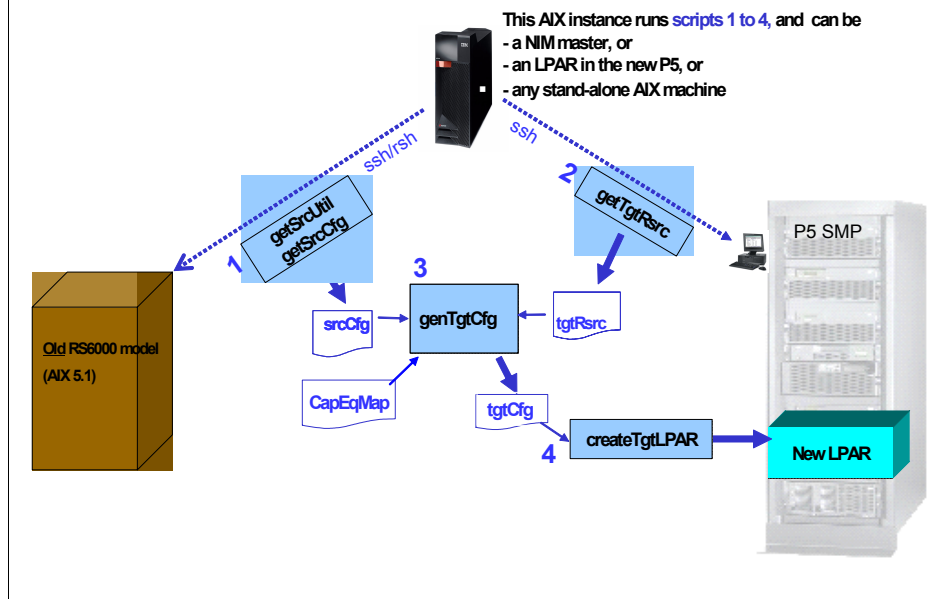 This AIX instance runs scripts 1 to 4, and can be
- a NIM master, or
- an LPAR in the new P5, or
- any stand-alone AIX machine
ssh/rsh
ssh
1
getSrcUtil
getSrcCfg
2
getTgtRsrc
P5 SMP
3
srcCfg
genTgtCfg
tgtRsrc
Old RS6000 model
(AIX 5.1)
CapEqMap
tgtCfg
4
createTgtLPAR
New LPAR